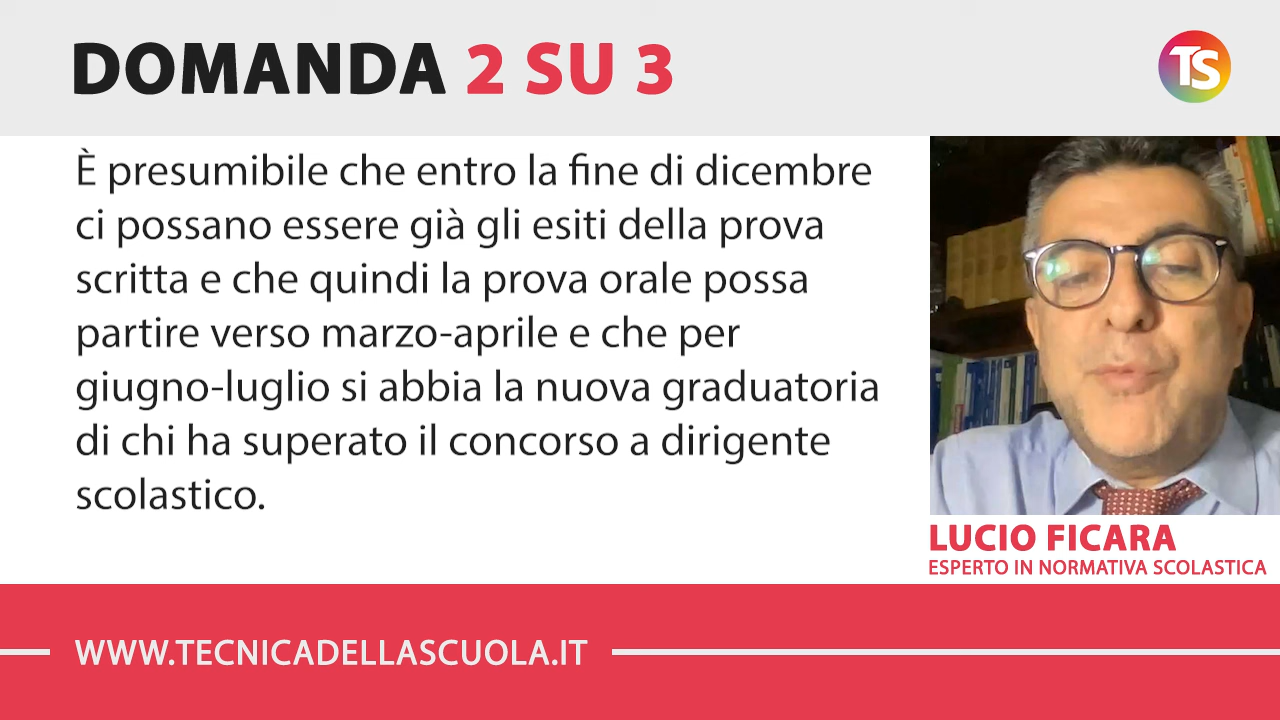 DOMANDA 2 SU 3
TS
È presumibile che entro la fine di dicembre
ci possano essere già gli esiti della prova
scritta e che quindi la prova orale possa
partire verso marzo-aprile e che per
giugno-luglio si abbia la nuova graduatoria
di chi ha superato il concorso a dirigente
scolastico.
LUCIO FICARA
ESPERTO IN NORMATIVA SCOLASTICA
WWW.TECNICADELLASCUOLA.IT